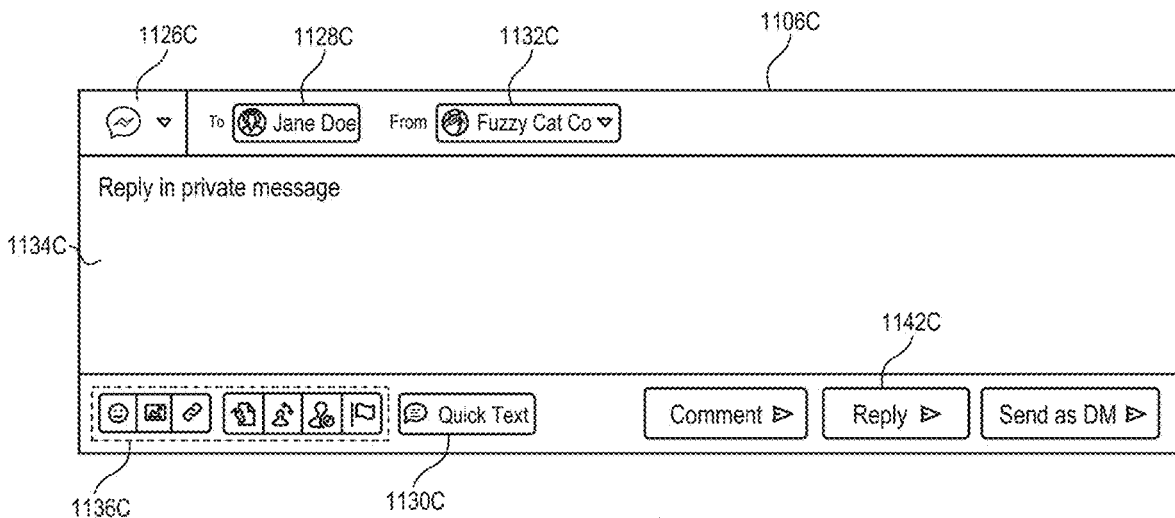 1126C 1128C 1132C 1106C
To Jane Doe From Fuzzy Cat Co
Reply in private message
1134C
1142C
Quick Text Comment Reply Send as DM
1136C 1130C